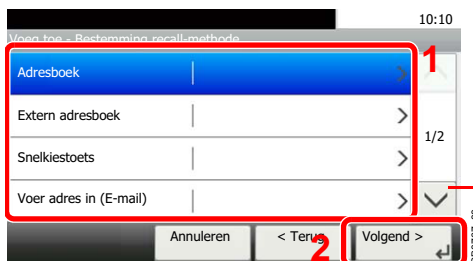 10:10
Voeg toe - Bestemming recall-methode
1
Adresboek
Extern adresboek
1/2
Snelkiestoets
Voer adres in (E-mail)
Annuleren
< Terug
2
Volgend >